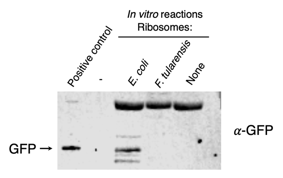 In vitro reactions
Ribosomes:
Positive control
-
E. coli
F. tularensis
None
GFP →
α-GFP